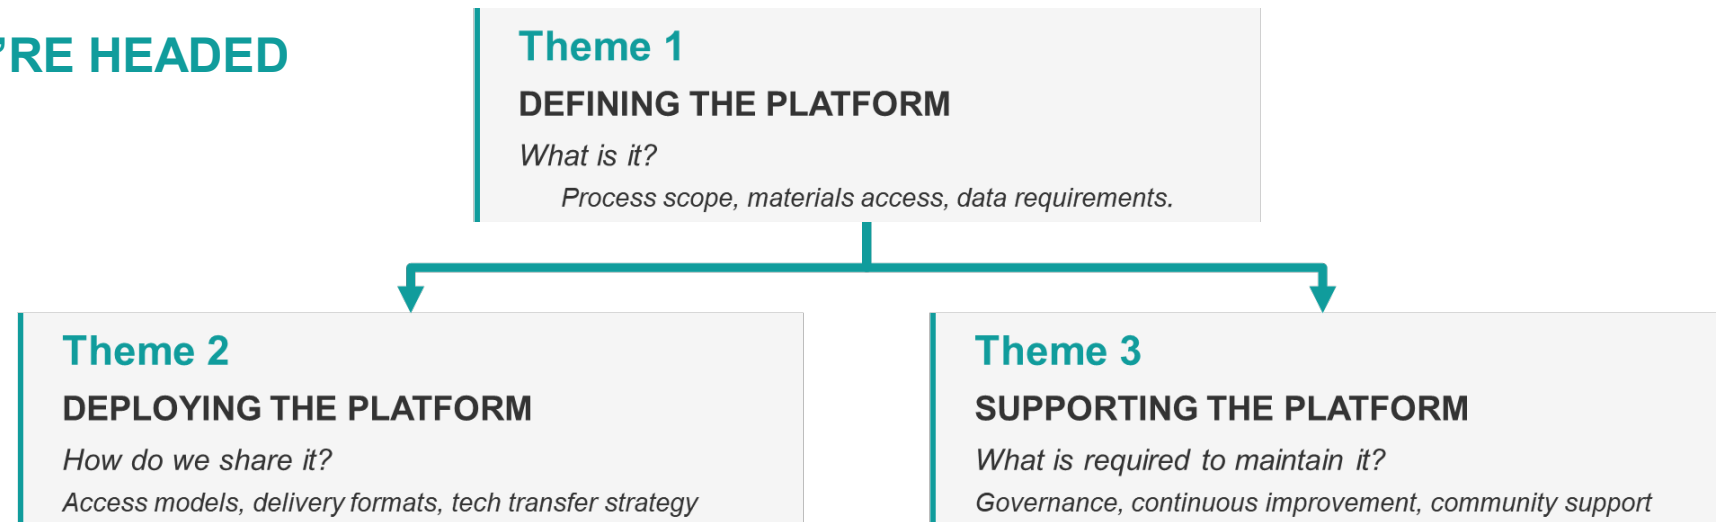 'RE HEADED
Theme 1
DEFINING THE PLATFORM
What is it?
Process scope, materials access, data requirements.
Theme 2
DEPLOYING THE PLATFORM
How do we share it?
Access models, delivery formats, tech transfer strategy
Theme 3
SUPPORTING THE PLATFORM
What is required to maintain it?
Governance, continuous improvement, community support